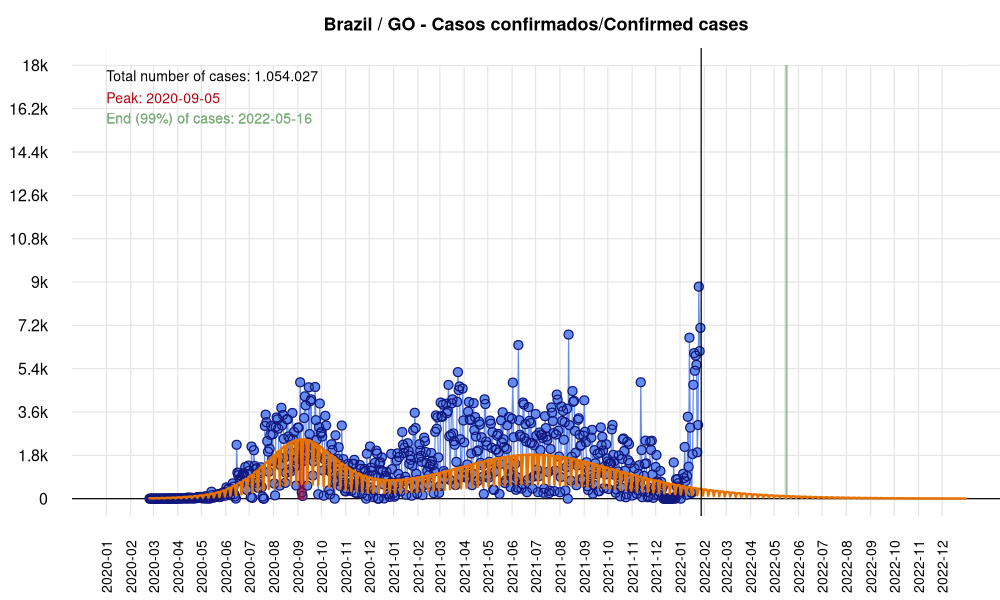 Brazil / GO - Casos confirmados/Confirmed cases
18k
16.2k
14.4k
12.6k
10.8k
9k
7.2k
5.4k
3.6k
1.8k
0
Total number of cases: 1.054.027
Peak: 2020-09-05
End (99%) of cases: 2022-05-16
2020-01
2020-02
2020-03
2020-04
2020-05
2020-06
2020-07
2020-08
2020-09
2020-10
2020-11
2020-12
2021-01
2021-02
2021-03
2021-04
2021-05
2021-06
2021-07
2021-08
2021-09
2021-10
2021-11
2021-12
2022-01
2022-02
2022-03
2022-04
2022-05
2022-06
2022-07
2022-08
2022-09
2022-10
2022-11
2022-12